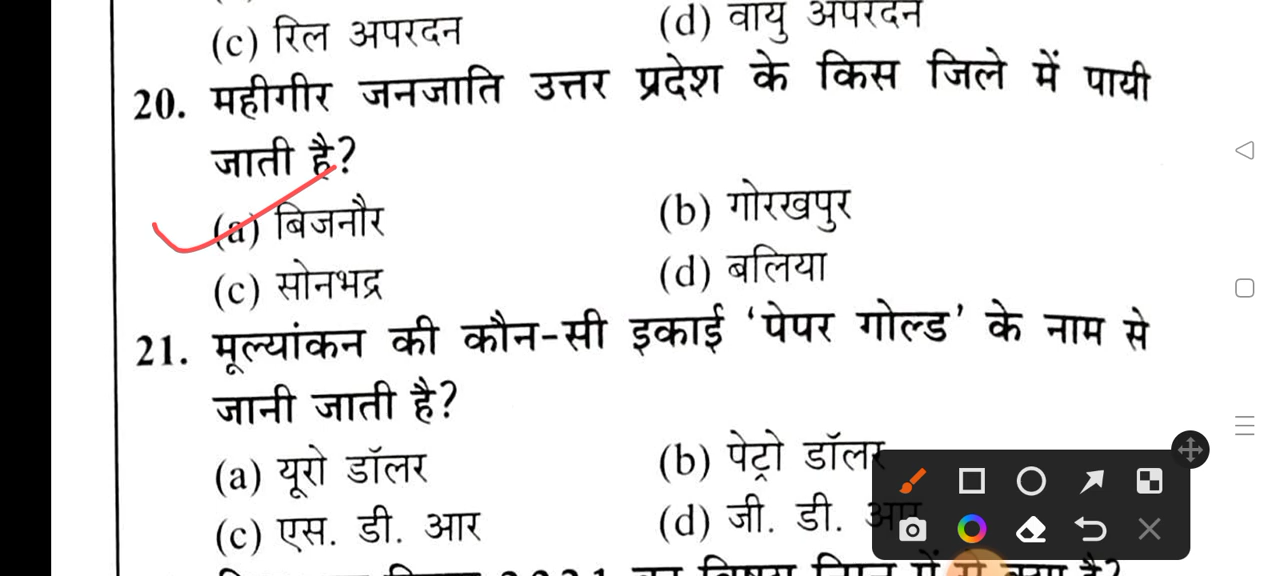 (c) रिल अपरदन (d) वायु अपरदन
20. महीगीर जनजाति उत्तर प्रदेश के किस जिले में पायी
जाती है?
(a) बिजनौर (b) गोरखपुर
(c) सोनभद्र (d) बलिया
21. मूल्यांकन की कौन-सी इकाई ‘पेपर गोल्ड’ के नाम से
जानी जाती है?
(a) यूरो डॉलर (b) पेट्रो डॉलर
(c) एस. डी. आर (d) जी. डी. आर